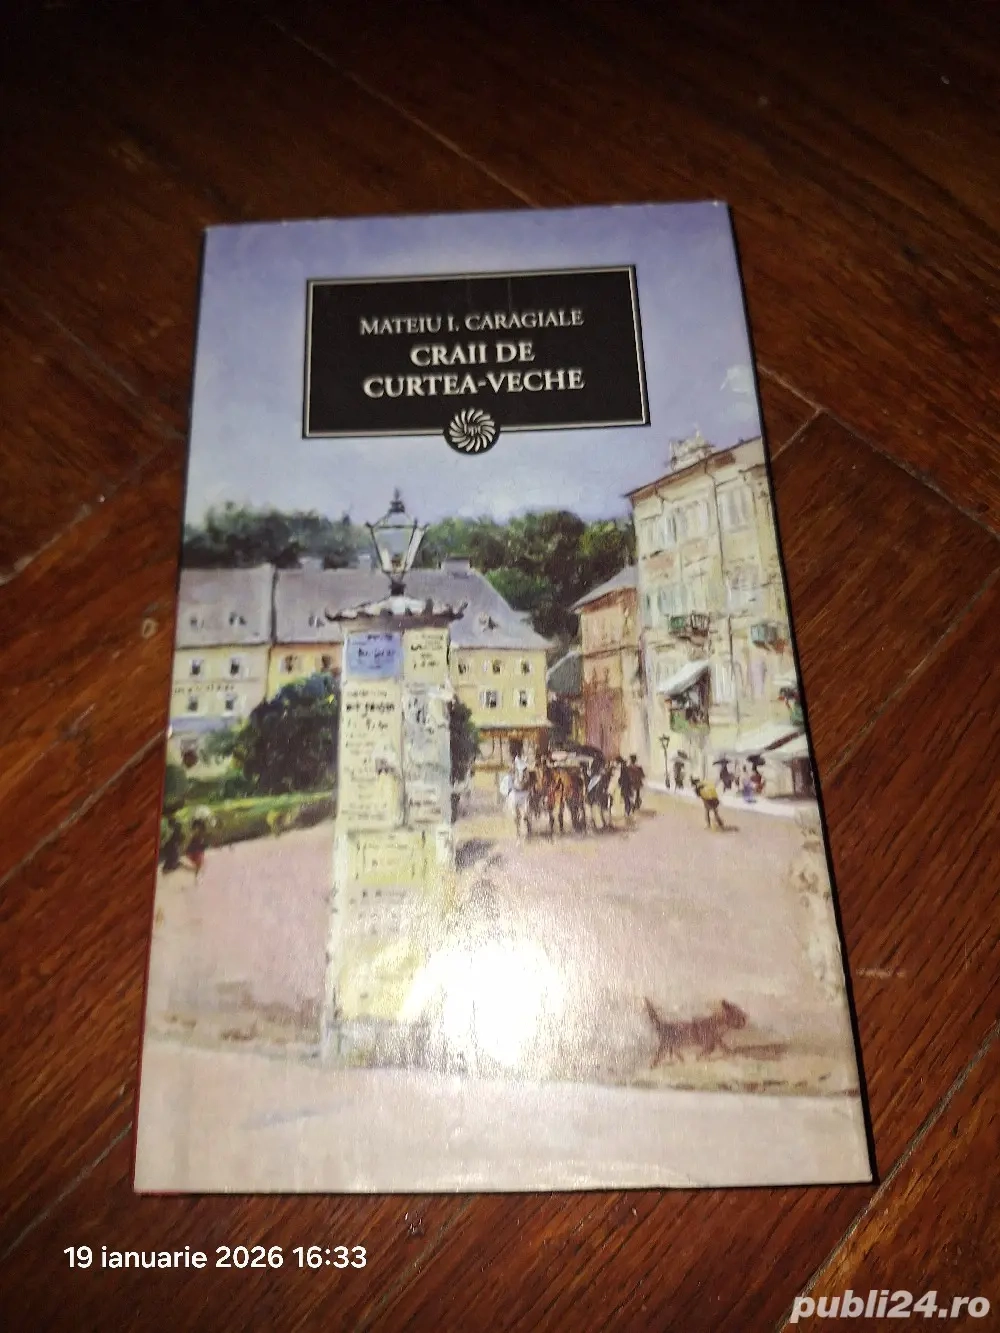 MATEIU I. CARAGIALE
CRAII DE
CURTEA-VECHE
19 ianuarie 2026 16:33
publi24.ro